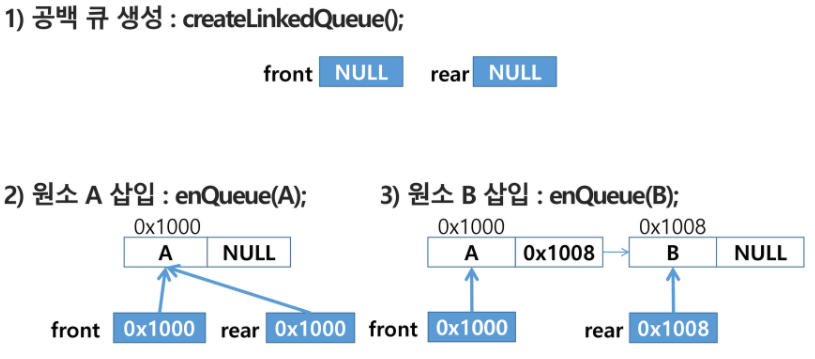 1) 공백 큐 생성 : createLinkedQueue();
front NULL rear NULL
2) 원소 A 삽입 : enQueue(A);
0x1000
A NULL
front 0x1000 rear 0x1000
3) 원소 B 삽입 : enQueue(B);
0x1000 0x1008
A 0x1008 B NULL
front 0x1000 rear 0x1008